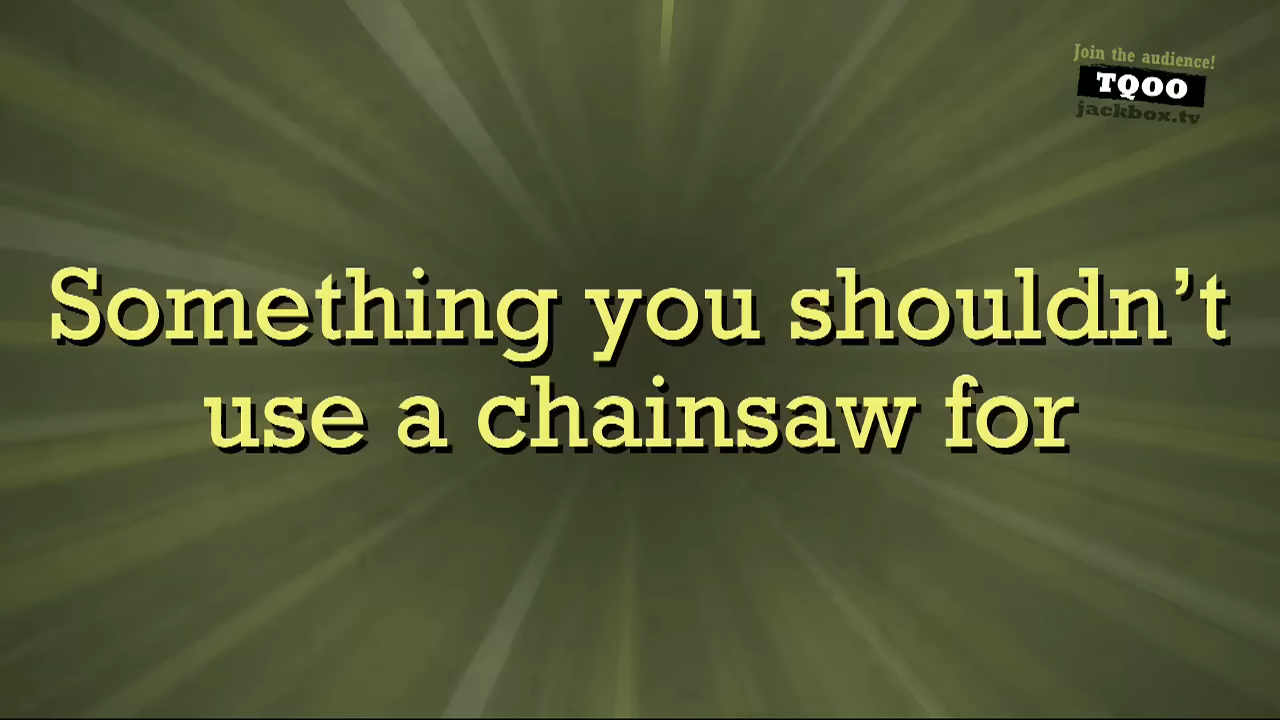 Join the audience!
TQOO
jackbox.tv
Something you shouldn’t
use a chainsaw for